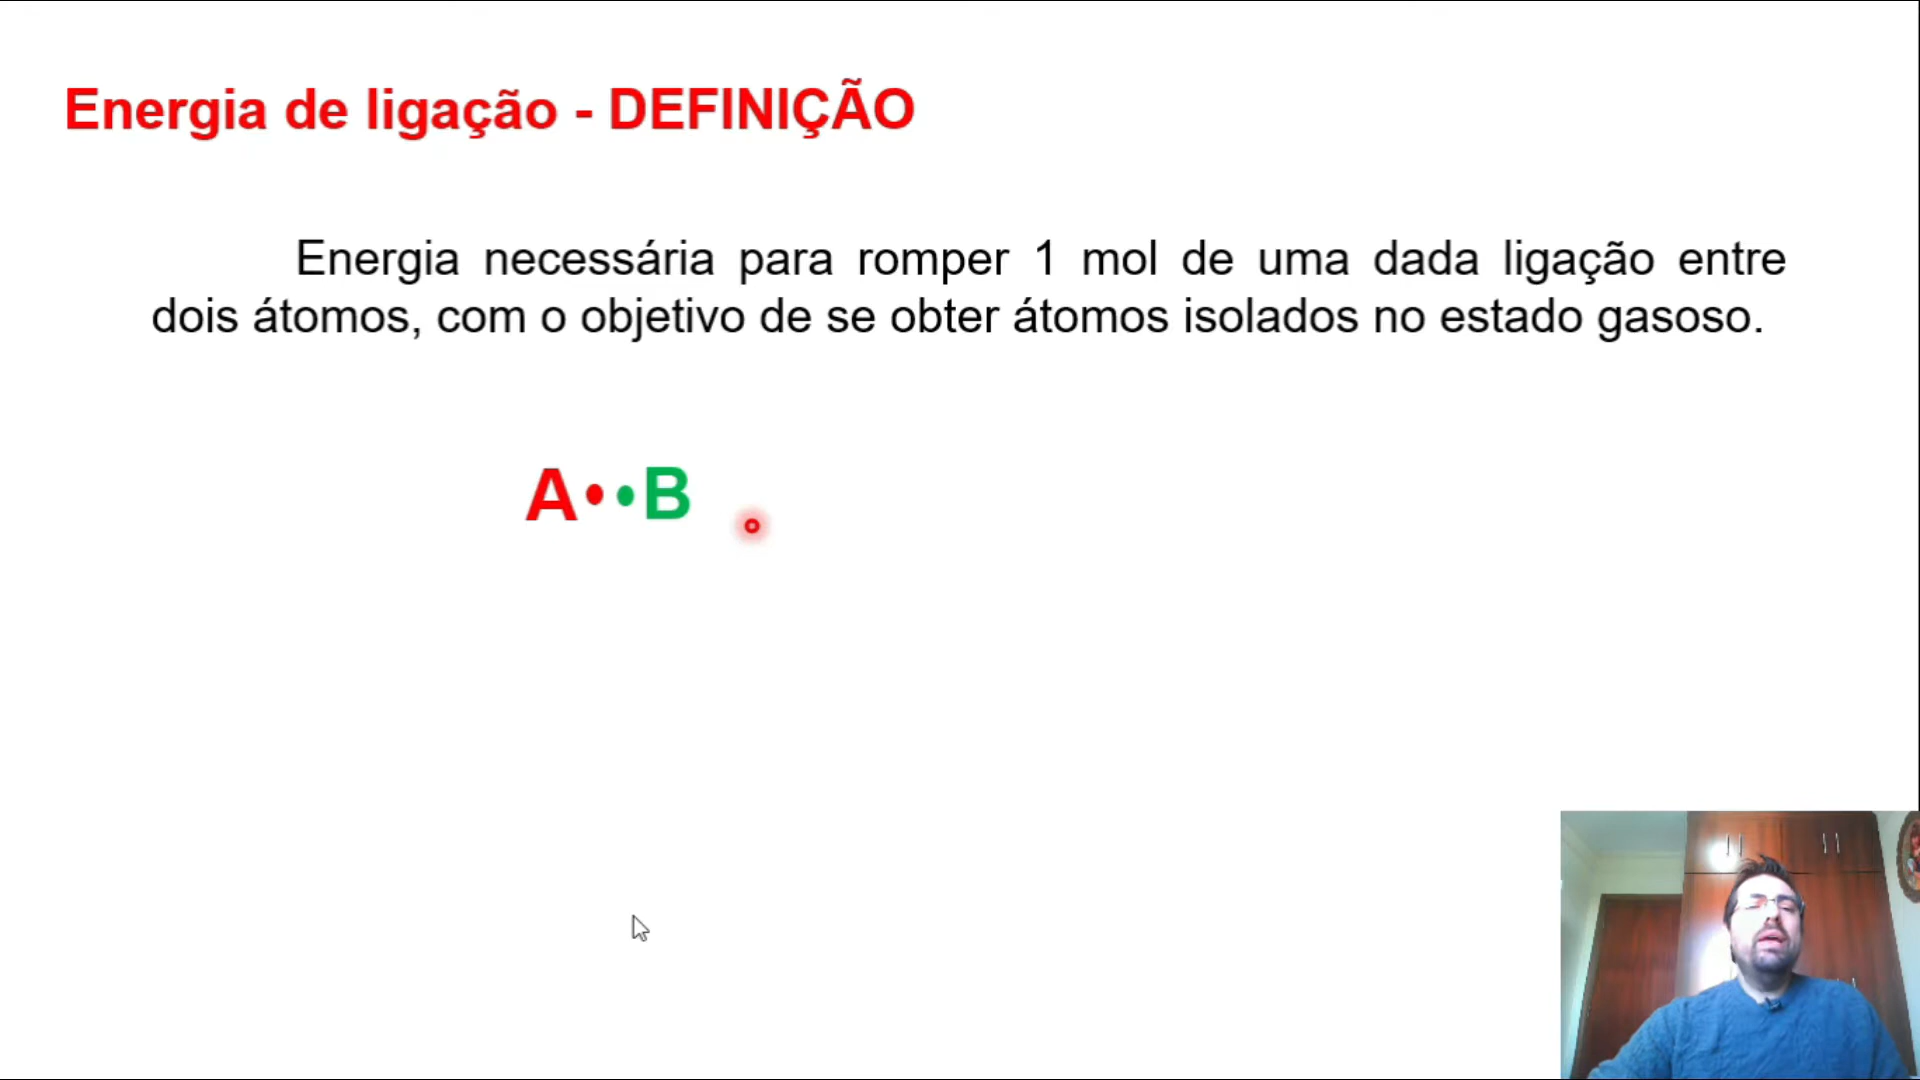 Energia de ligação - DEFINIÇÃO
Energia necessária para romper 1 mol de uma dada ligação entre
dois átomos, com o objetivo de se obter átomos isolados no estado gasoso.
A••B